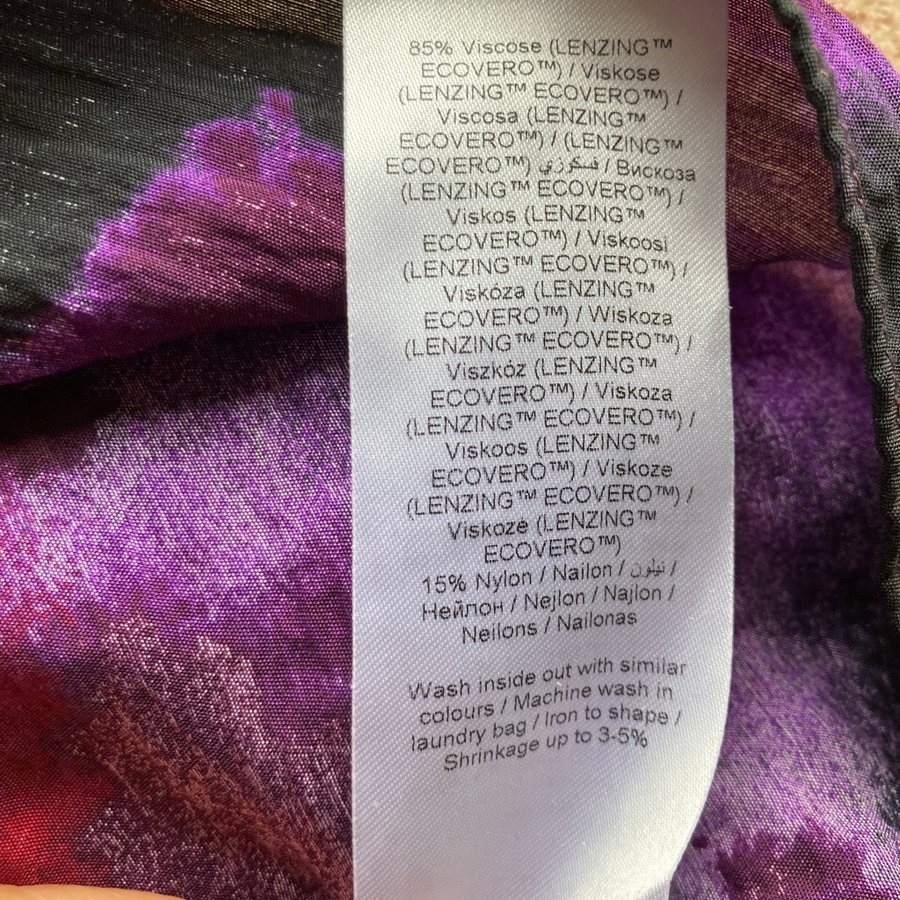 85% Viscose (LENZING™
ECOVERO™) / Viskose
(LENZING™ ECOVERO™) /
Viscosa (LENZING™
ECOVERO™) / (LENZING™
ECOVERO™) فسكوزي / Вискоза
(LENZING™ ECOVERO™) /
Viskos (LENZING™
ECOVERO™) / Viskoosi
(LENZING™ ECOVERO™) /
Viskóza (LENZING™
ECOVERO™) / Wiskoza
(LENZING™ ECOVERO™) /
Viszkóz (LENZING™
ECOVERO™) / Viskoza
(LENZING™ ECOVERO™) /
Viskoos (LENZING™
ECOVERO™) / Viskoze
(LENZING™ ECOVERO™) /
Viskozė (LENZING™
ECOVERO™)
15% Nylon / Nailon / نيلون /
Нейлон / Nejlon / Najlon /
Neilons / Nailonas
Wash inside out with similar
colours / Machine wash in
laundry bag / Iron to shape /
Shrinkage up to 3-5%